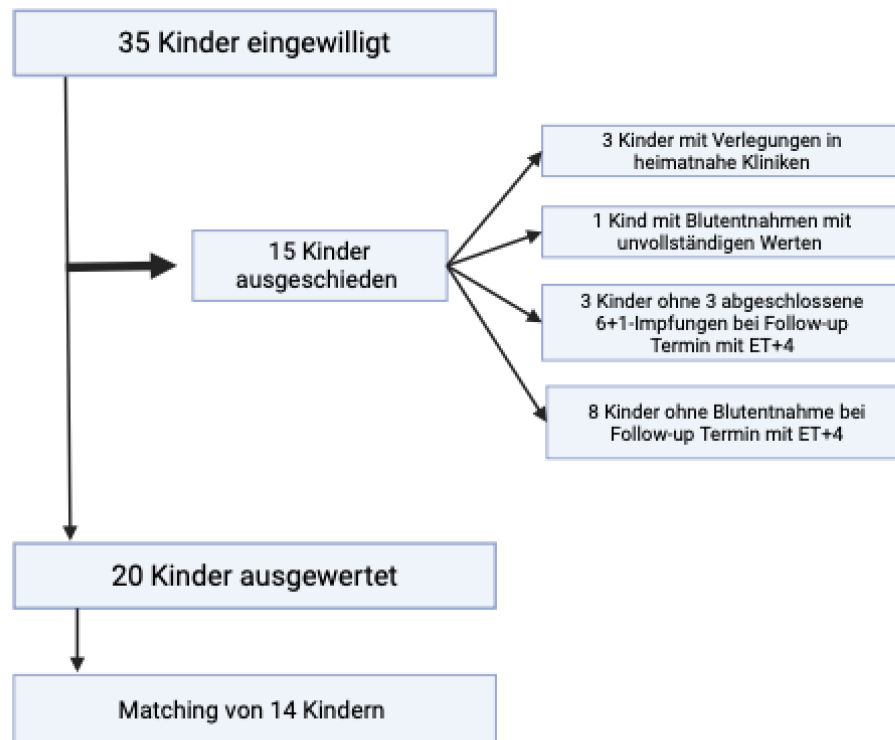 35 Kinder eingewilligt
3 Kinder mit Verlegungen in
heimatnahe Kliniken
1 Kind mit Blutentnahmen mit
unvollständigen Werten
15 Kinder
ausgeschieden
3 Kinder ohne 3 abgeschlossene
6+1-Impfungen bei Follow-up
Termin mit ET+4
8 Kinder ohne Blutentnahme bei
Follow-up Termin mit ET+4
20 Kinder ausgewertet
Matching von 14 Kindern